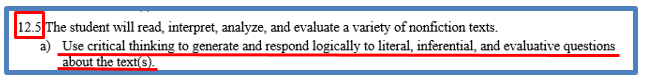 12.5 The student will read, interpret, analyze, and evaluate a variety of nonfiction texts.
a) Use critical thinking to generate and respond logically to literal, inferential, and evaluative questions
about the text(s).